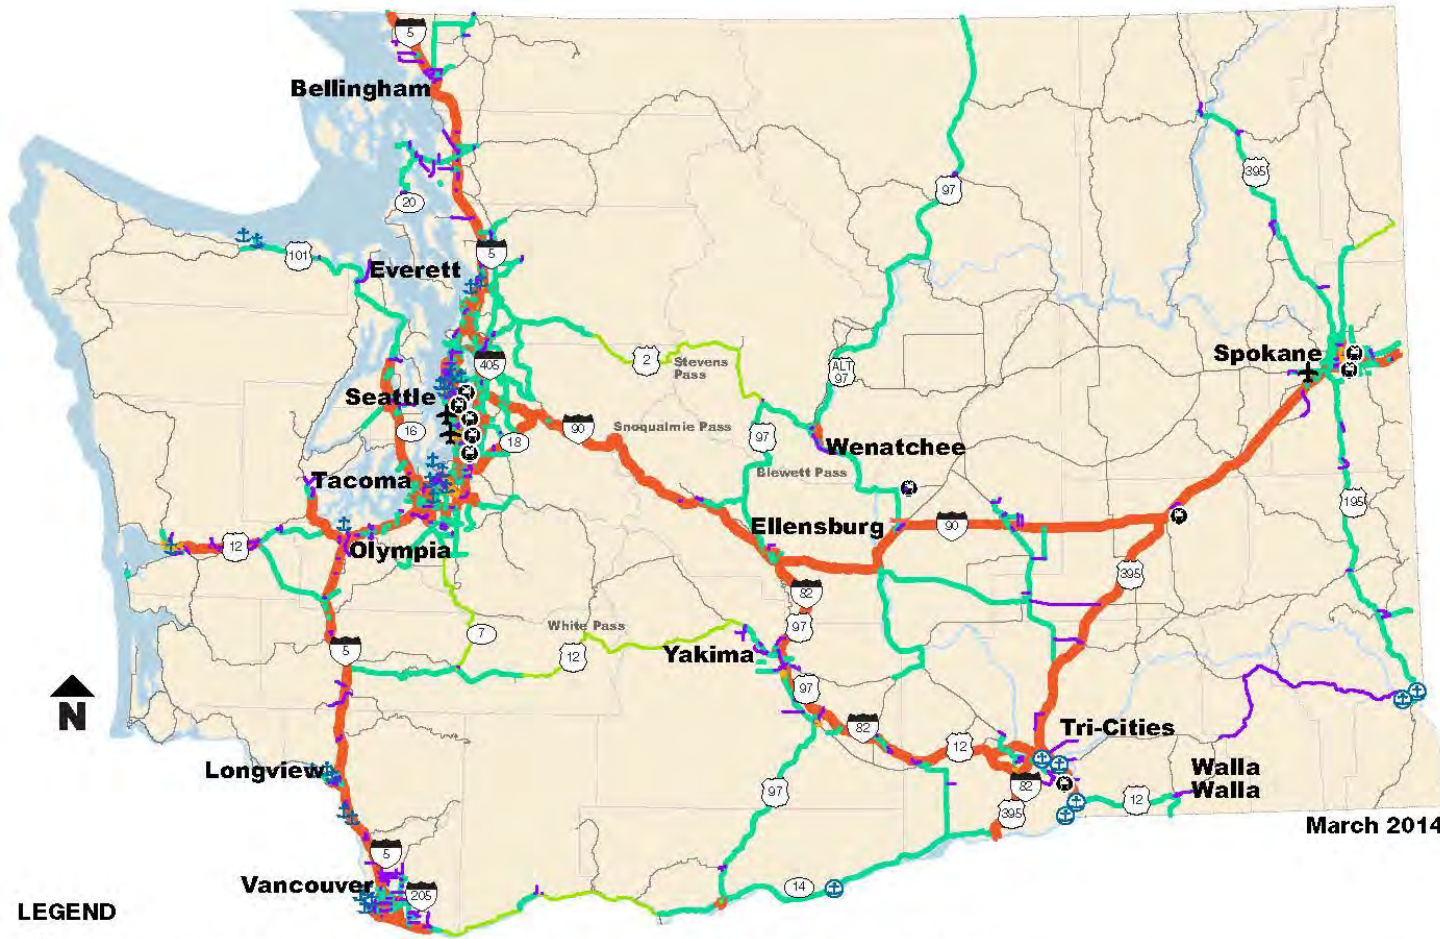 5
Bellingham
395
97
20
101
5
Everett
2
Stevens
Pass
405
Spokane
ALT
97
Seattle
16
90
Snoqualmie Pass
18
97
Wenatchee
Blewett Pass
Tacoma
195
Ellensburg
90
12
Olympia
395
82
97
White Pass
7
5
12
Yakima
97
N
82
12
Tri-Cities
Longview
97
82
Walla
Walla
12
395
March 2014
5
Vancouver
205
14
LEGEND